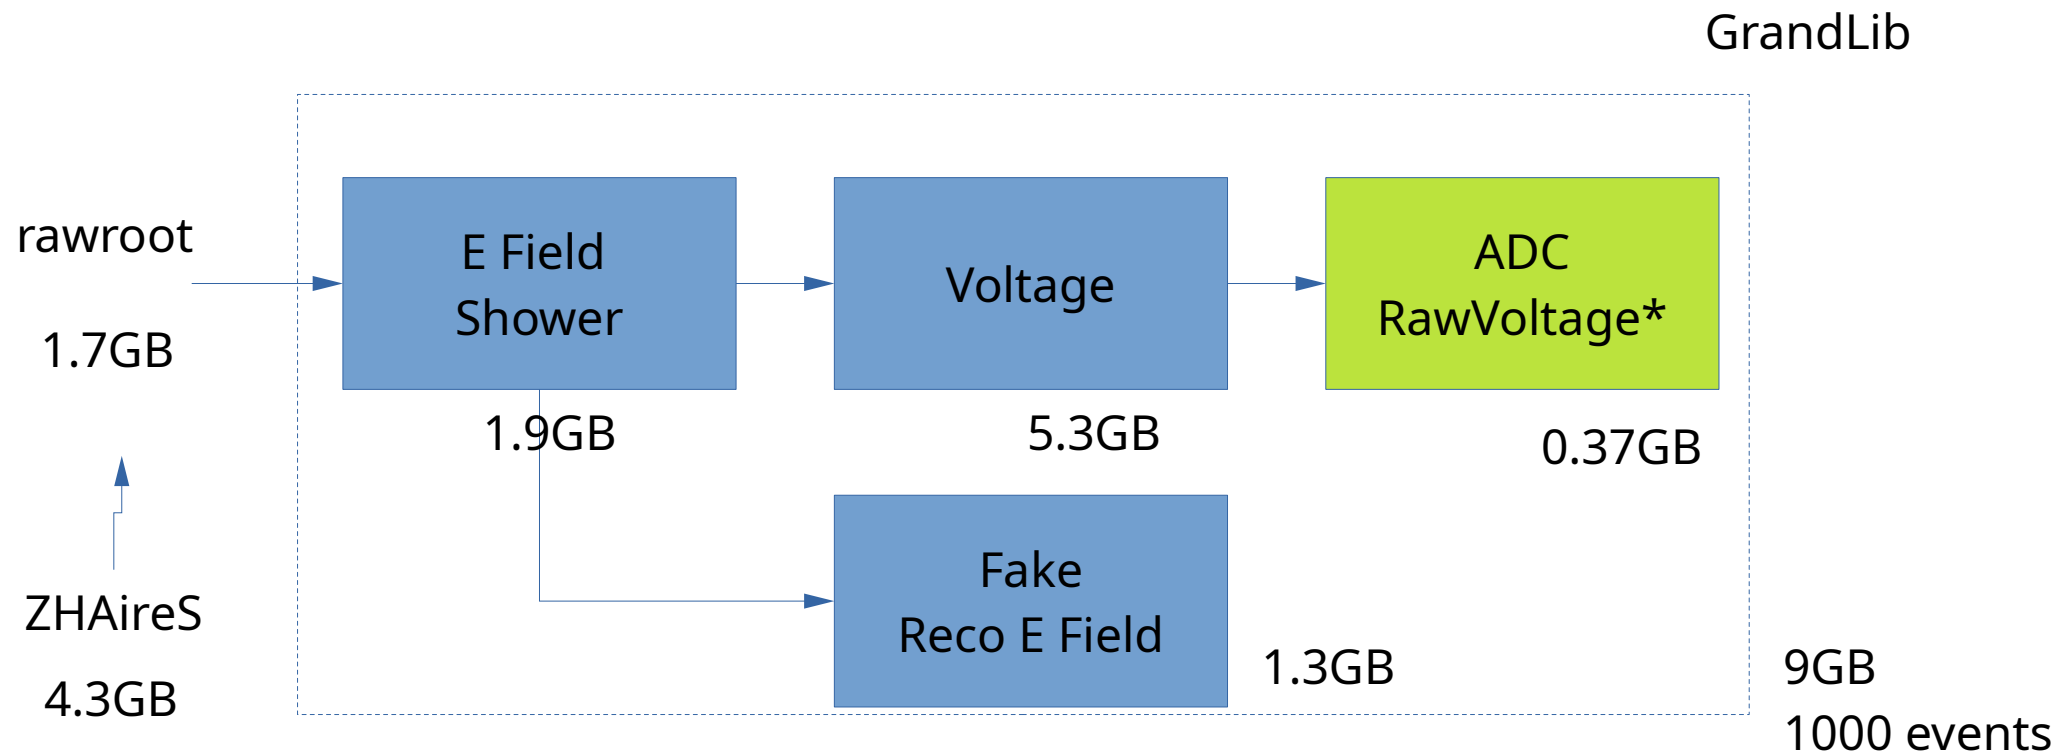 GrandLib
rawroot
1.7GB
ZHAireS
4.3GB
E Field
Shower
1.9GB
Voltage
5.3GB
ADC
RawVoltage*
0.37GB
Fake
Reco E Field
1.3GB
9GB
1000 events